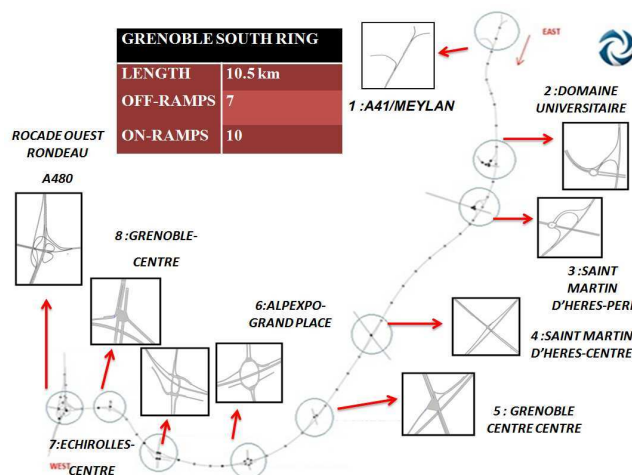 GRENOBLE SOUTH RING
LENGTH 10.5 km
OFF-RAMPS 7
ON-RAMPS 10
EAST
1 :A41/MEYLAN
2 :DOMAINE
UNIVERSITAIRE
ROCADE OUEST
RONDEAU
A480
8 :GRENOBLE-
CENTRE
3 :SAINT
MARTIN
D'HERES-PERI
6 :ALPEXPO-
GRAND PLACE
4 :SAINT MARTIN
D'HERES-CENTRE
5 : GRENOBLE
CENTRE CENTRE
7:ECHIROLLES-
CENTRE
WEST